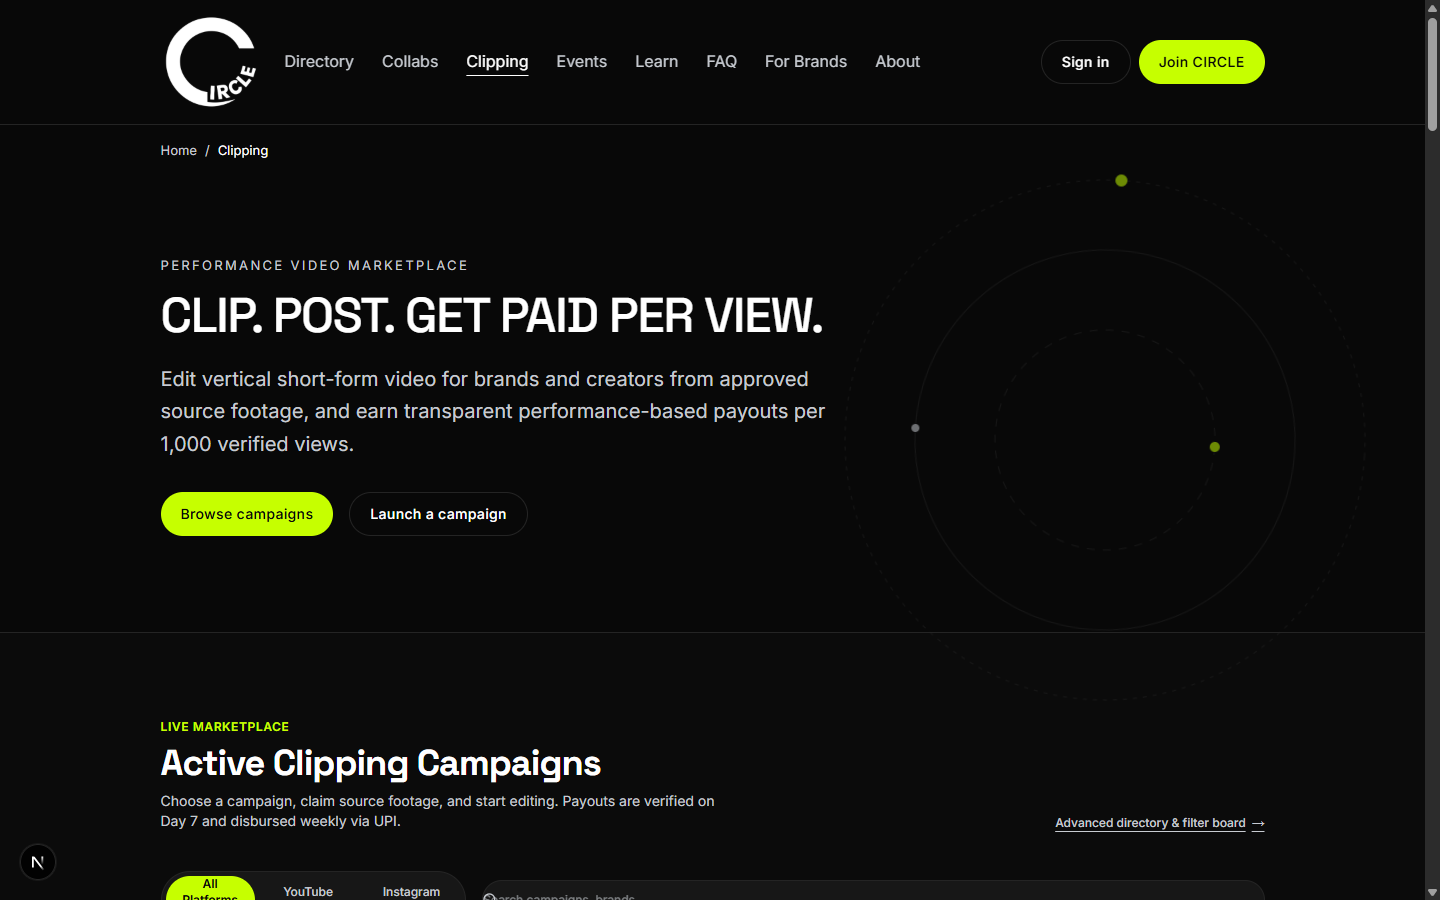 CIRCLE
Directory
Collabs
Clipping
Events
Learn
FAQ
For Brands
About
Sign in
Join CIRCLE
Home / Clipping
PERFORMANCE VIDEO MARKETPLACE
CLIP. POST. GET PAID PER VIEW.
Edit vertical short-form video for brands and creators from approved
source footage, and earn transparent performance-based payouts per
1,000 verified views.
Browse campaigns
Launch a campaign
LIVE MARKETPLACE
Active Clipping Campaigns
Choose a campaign, claim source footage, and start editing. Payouts are verified on
Day 7 and disbursed weekly via UPI.
Advanced directory & filter board →
N
All
Platforms
YouTube
Instagram
campaigns, brands